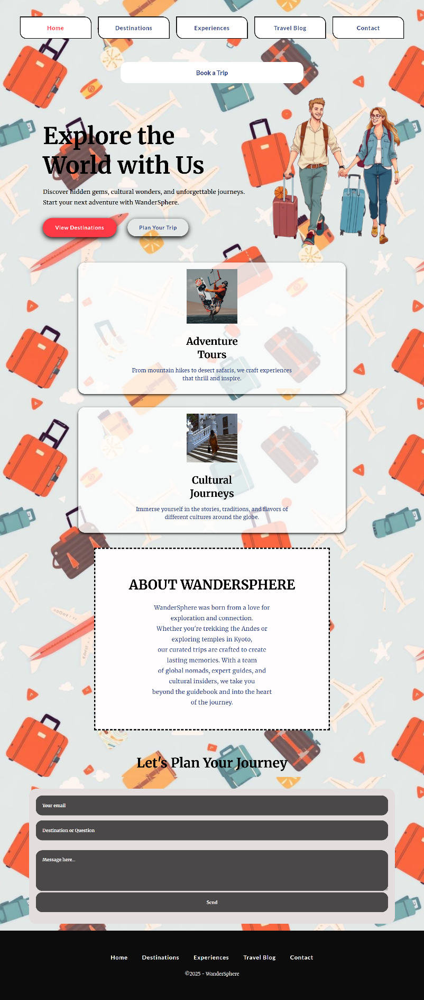 Home
Destinations
Experiences
Travel Blog
Contact
Book a Trip
Explore the
World with Us
Discover hidden gems, cultural wonders, and unforgettable journeys.
Start your next adventure with WanderSphere.
View Destinations
Plan Your Trip
Adventure
Tours
From mountain hikes to desert safaris, we craft experiences
that thrill and inspire.
Cultural
Journeys
Immerse yourself in the stories, traditions, and flavors of
different cultures around the globe.
ABOUT WANDERSPHERE
WanderSphere was born from a love for
exploration and connection.
Whether you're trekking the Andes or
exploring temples in Kyoto,
our curated trips are crafted to create
lasting memories. With a team
of global nomads, expert guides, and
cultural insiders, we take you
beyond the guidebook and into the heart
of the journey.
Let's Plan Your Journey
Your email
Destination or Question
Message here...
Send
Home
Destinations
Experiences
Travel Blog
Contact
©2025 - WanderSphere